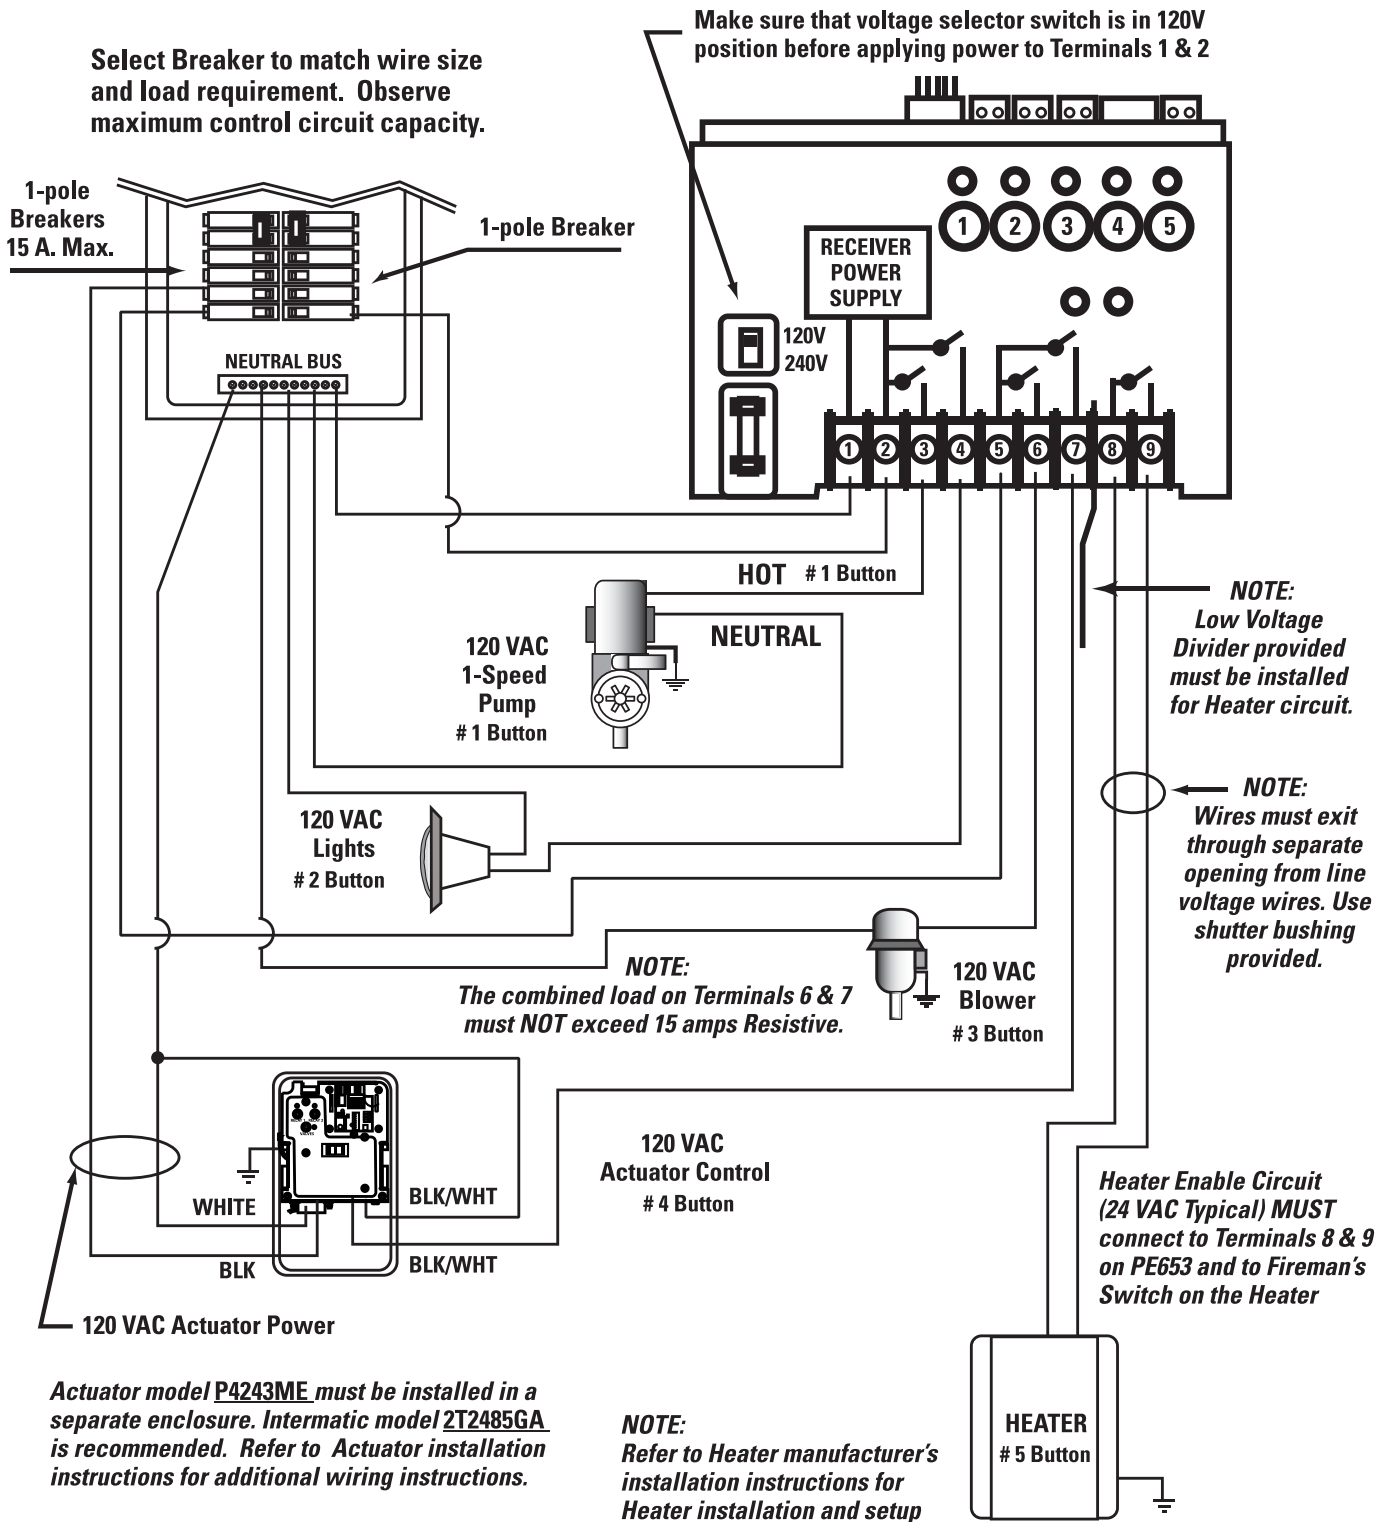 Make sure that voltage selector switch is in 120V
position before applying power to Terminals 1 & 2
Select Breaker to match wire size
and load requirement.  Observe
maximum control circuit capacity.
1-pole
Breakers
15 A. Max.
1-pole Breaker
NEUTRAL BUS
1 2 3 4 5
RECEIVER
POWER
SUPPLY
120V
240V
1 2 3 4 5 6 7 8 9
HOT # 1 Button
NEUTRAL
120 VAC
1-Speed
Pump
# 1 Button
NOTE:
Low Voltage
Divider provided
must be installed
for Heater circuit.
NOTE:
Wires must exit
through separate
opening from line
voltage wires. Use
shutter bushing
provided.
120 VAC
Lights
# 2 Button
NOTE:
The combined load on Terminals 6 & 7
must NOT exceed 15 amps Resistive.
120 VAC
Blower
# 3 Button
VALVES
120 VAC
Actuator Control
# 4 Button
WHITE
BLK/WHT
BLK
BLK/WHT
120 VAC Actuator Power
Heater Enable Circuit
(24 VAC Typical) MUST
connect to Terminals 8 & 9
on PE653 and to Fireman's
Switch on the Heater
Actuator model P4243ME must be installed in a
separate enclosure. Intermatic model 2T2485GA
is recommended.  Refer to  Actuator installation
instructions for additional wiring instructions.
NOTE:
Refer to Heater manufacturer's
installation instructions for
Heater installation and setup
HEATER
# 5 Button